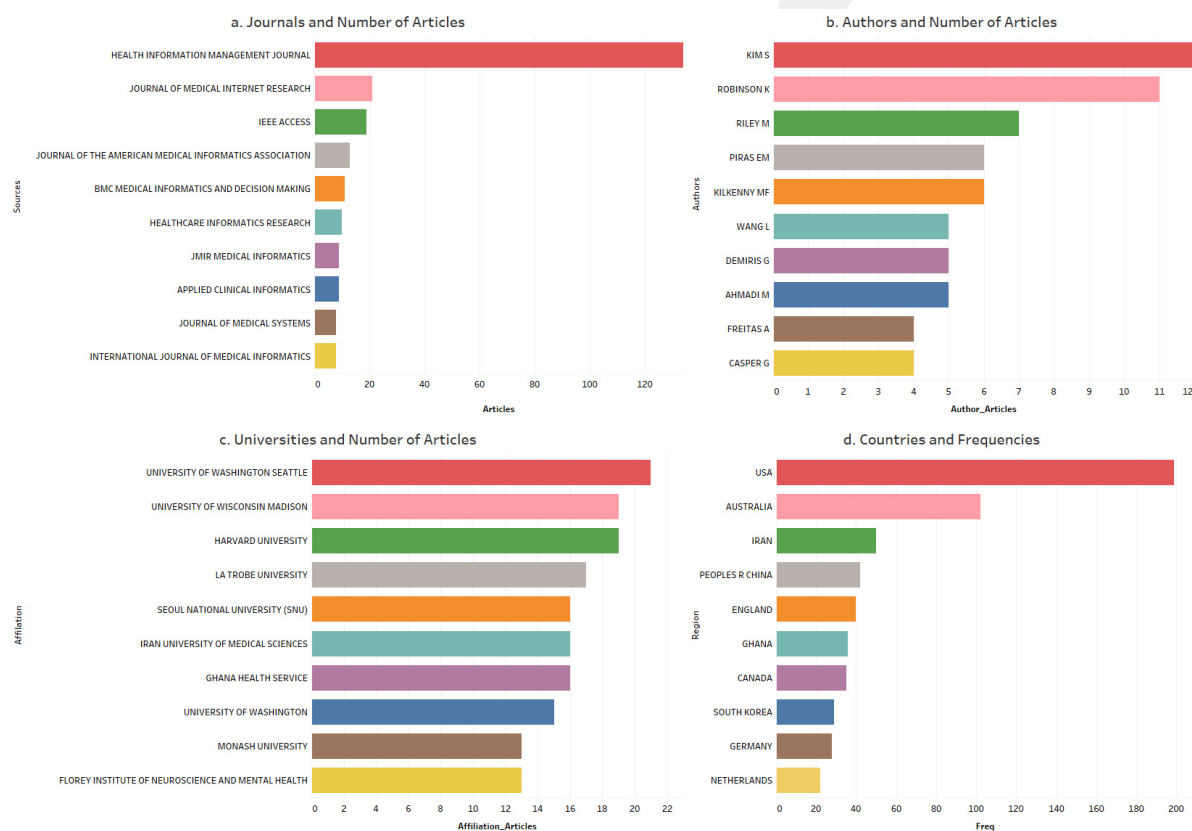 a. Journals and Number of Articles
Sources
HEALTH INFORMATION MANAGEMENT JOURNAL
JOURNAL OF MEDICAL INTERNET RESEARCH
IEEE ACCESS
JOURNAL OF THE AMERICAN MEDICAL INFORMATICS ASSOCIATION
BMC MEDICAL INFORMATICS AND DECISION MAKING
HEALTHCARE INFORMATICS RESEARCH
JMIR MEDICAL INFORMATICS
APPLIED CLINICAL INFORMATICS
JOURNAL OF MEDICAL SYSTEMS
INTERNATIONAL JOURNAL OF MEDICAL INFORMATICS
0 20 40 60 80 100 120
Articles
b. Authors and Number of Articles
Authors
KIM S
ROBINSON K
RILEY M
PIRAS EM
KILKENNY MF
WANG L
DEMIRIS G
AHMADI M
FREITAS A
CASPER G
0 1 2 3 4 5 6 7 8 9 10 11 12
Author_Articles
c. Universities and Number of Articles
Affilation
UNIVERSITY OF WASHINGTON SEATTLE
UNIVERSITY OF WISCONSIN MADISON
HARVARD UNIVERSITY
LA TROBE UNIVERSITY
SEOUL NATIONAL UNIVERSITY (SNU)
IRAN UNIVERSITY OF MEDICAL SCIENCES
GHANA HEALTH SERVICE
UNIVERSITY OF WASHINGTON
MONASH UNIVERSITY
FLOREY INSTITUTE OF NEUROSCIENCE AND MENTAL HEALTH
0 2 4 6 8 10 12 14 16 18 20 22
Affiliation_Articles
d. Countries and Frequencies
Region
USA
AUSTRALIA
IRAN
PEOPLES R CHINA
ENGLAND
GHANA
CANADA
SOUTH KOREA
GERMANY
NETHERLANDS
0 20 40 60 80 100 120 140 160 180 200
Freq